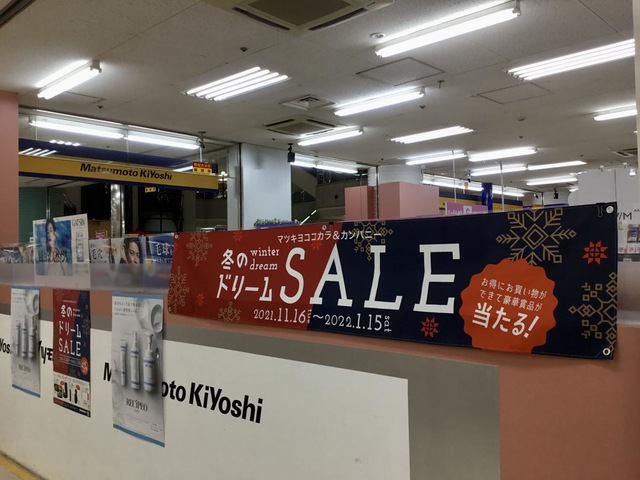 Matsumoto KiYoshi
マツキヨココカラ&カンパニー
冬の
ドリーム
winter
dream
SALE
2021.11.16
〜2022.1.15 sat
お得にお買い物が
できて豪華賞品が
当たる!
冬の
ドリーム
SALE
RECiPEO
Matsumoto KiYoshi